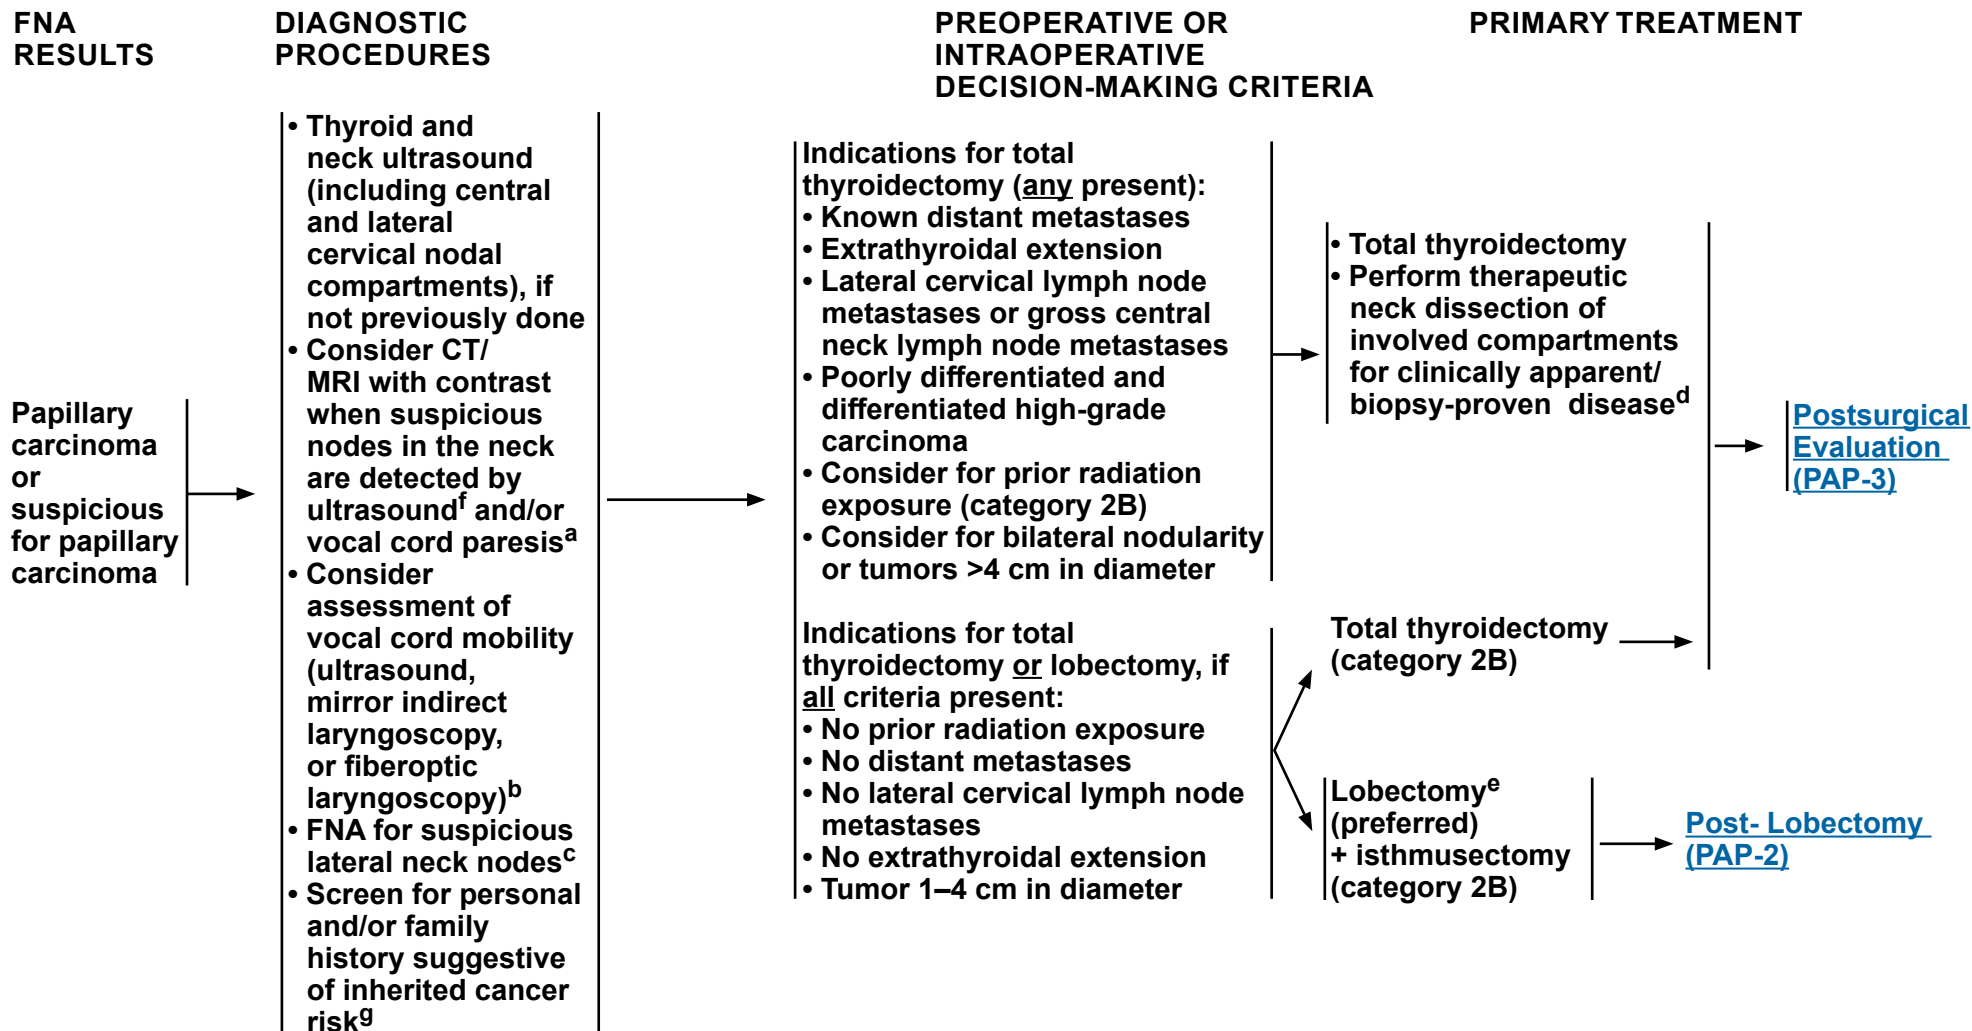 FNA
RESULTS
DIAGNOSTIC
PROCEDURES
PREOPERATIVE OR
INTRAOPERATIVE
DECISION-MAKING CRITERIA
PRIMARY TREATMENT
Papillary
carcinoma
or
suspicious
for papillary
carcinoma
• Thyroid and
neck ultrasound
(including central
and lateral
cervical nodal
compartments), if
not previously done
• Consider CT/
MRI with contrast
when suspicious
nodes in the neck
are detected by
ultrasoundf and/or
vocal cord paresisa
• Consider
assessment of
vocal cord mobility
(ultrasound,
mirror indirect
laryngoscopy,
or fiberoptic
laryngoscopy)b
• FNA for suspicious
lateral neck nodesc
• Screen for personal
and/or family
history suggestive
of inherited cancer
riskg
Indications for total
thyroidectomy (any present):
• Known distant metastases
• Extrathyroidal extension
• Lateral cervical lymph node
metastases or gross central
neck lymph node metastases
• Poorly differentiated and
differentiated high-grade
carcinoma
• Consider for prior radiation
exposure (category 2B)
• Consider for bilateral nodularity
or tumors >4 cm in diameter
• Total thyroidectomy
• Perform therapeutic
neck dissection of
involved compartments
for clinically apparent/
biopsy-proven disease​d
Postsurgical
Evaluation
(PAP-3)
Indications for total
thyroidectomy or lobectomy, if
all criteria present:
• No prior radiation exposure
• No distant metastases
• No lateral cervical lymph node
metastases
• No extrathyroidal extension
• Tumor 1–4 cm in diameter
Total thyroidectomy
(category 2B)
Lobectomye
(preferred)
+ isthmusectomy
(category 2B)
Post- Lobectomy
(PAP-2)